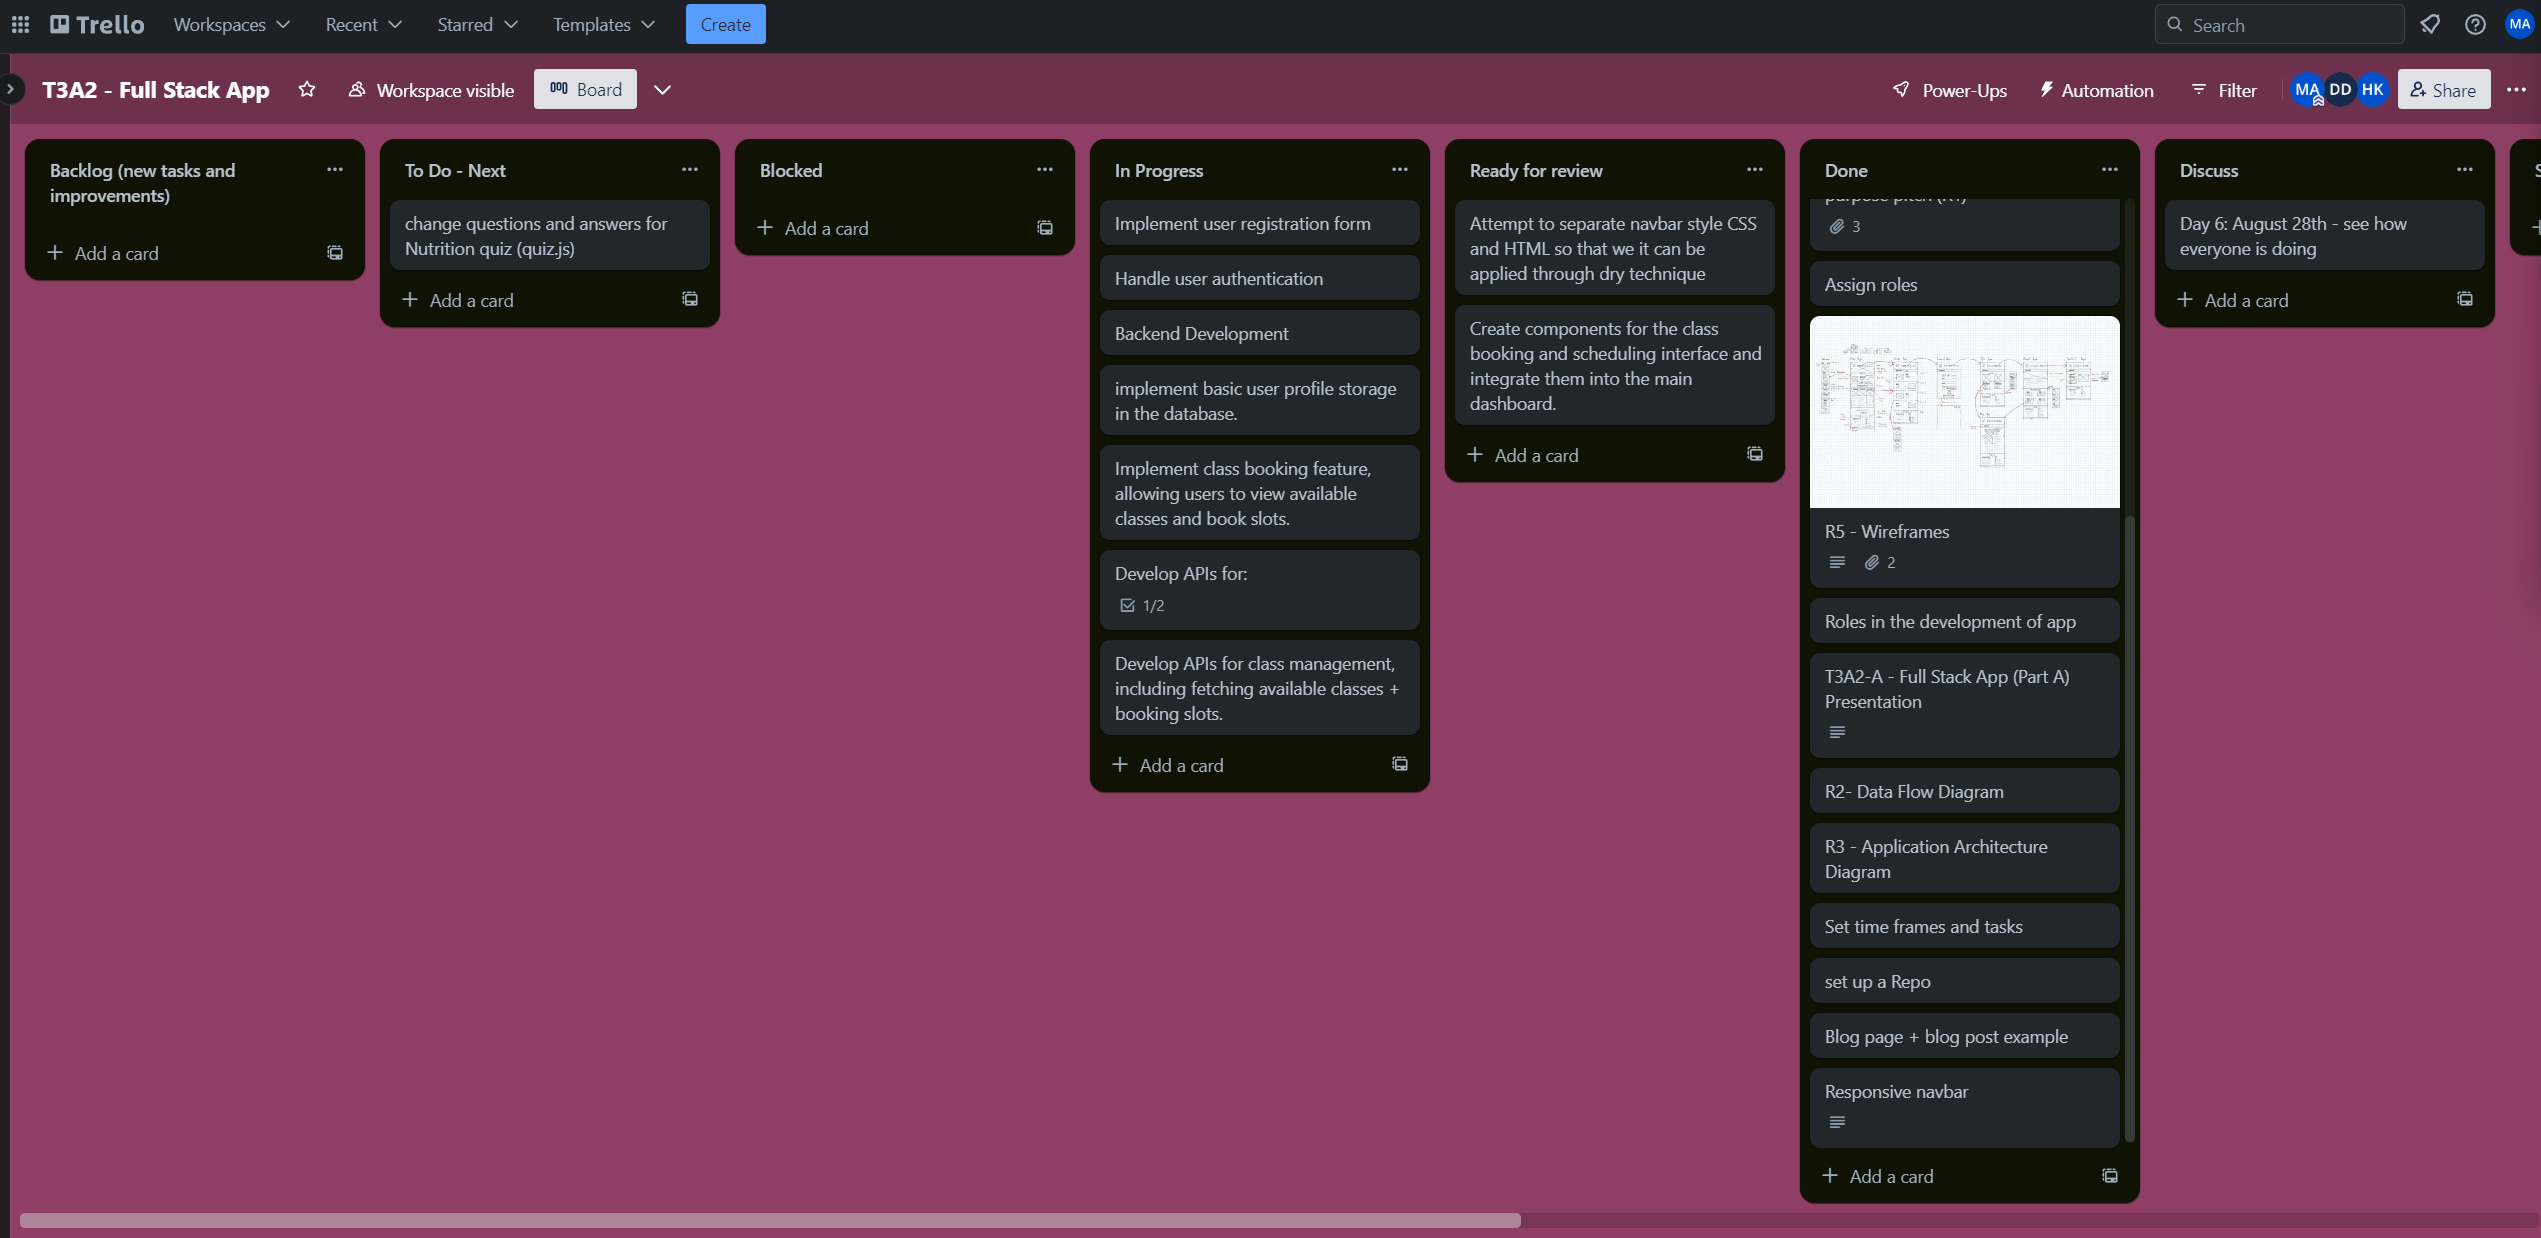 Trello
Workspaces
Recent
Starred
Templates
Create
Search
MA
T3A2 - Full Stack App
Workspace visible
Board
Power-Ups
Automation
Filter
MA
DD
HK
Share
Backlog (new tasks and
improvements)
Add a card
To Do - Next
change questions and answers for
Nutrition quiz (quiz.js)
Add a card
Blocked
Add a card
In Progress
Implement user registration form
Handle user authentication
Backend Development
implement basic user profile storage
in the database.
Implement class booking feature,
allowing users to view available
classes and book slots.
Develop APIs for:
1/2
Develop APIs for class management,
including fetching available classes +
booking slots.
Add a card
Ready for review
Attempt to separate navbar style CSS
and HTML so that we it can be
applied through dry technique
Create components for the class
booking and scheduling interface and
integrate them into the main
dashboard.
Add a card
Done
purpose pitch (R1)
3
Assign roles
R5 - Wireframes
2
Roles in the development of app
T3A2-A - Full Stack App (Part A)
Presentation
R2- Data Flow Diagram
R3 - Application Architecture
Diagram
Set time frames and tasks
set up a Repo
Blog page + blog post example
Responsive navbar
Add a card
Discuss
Day 6: August 28th - see how
everyone is doing
Add a card